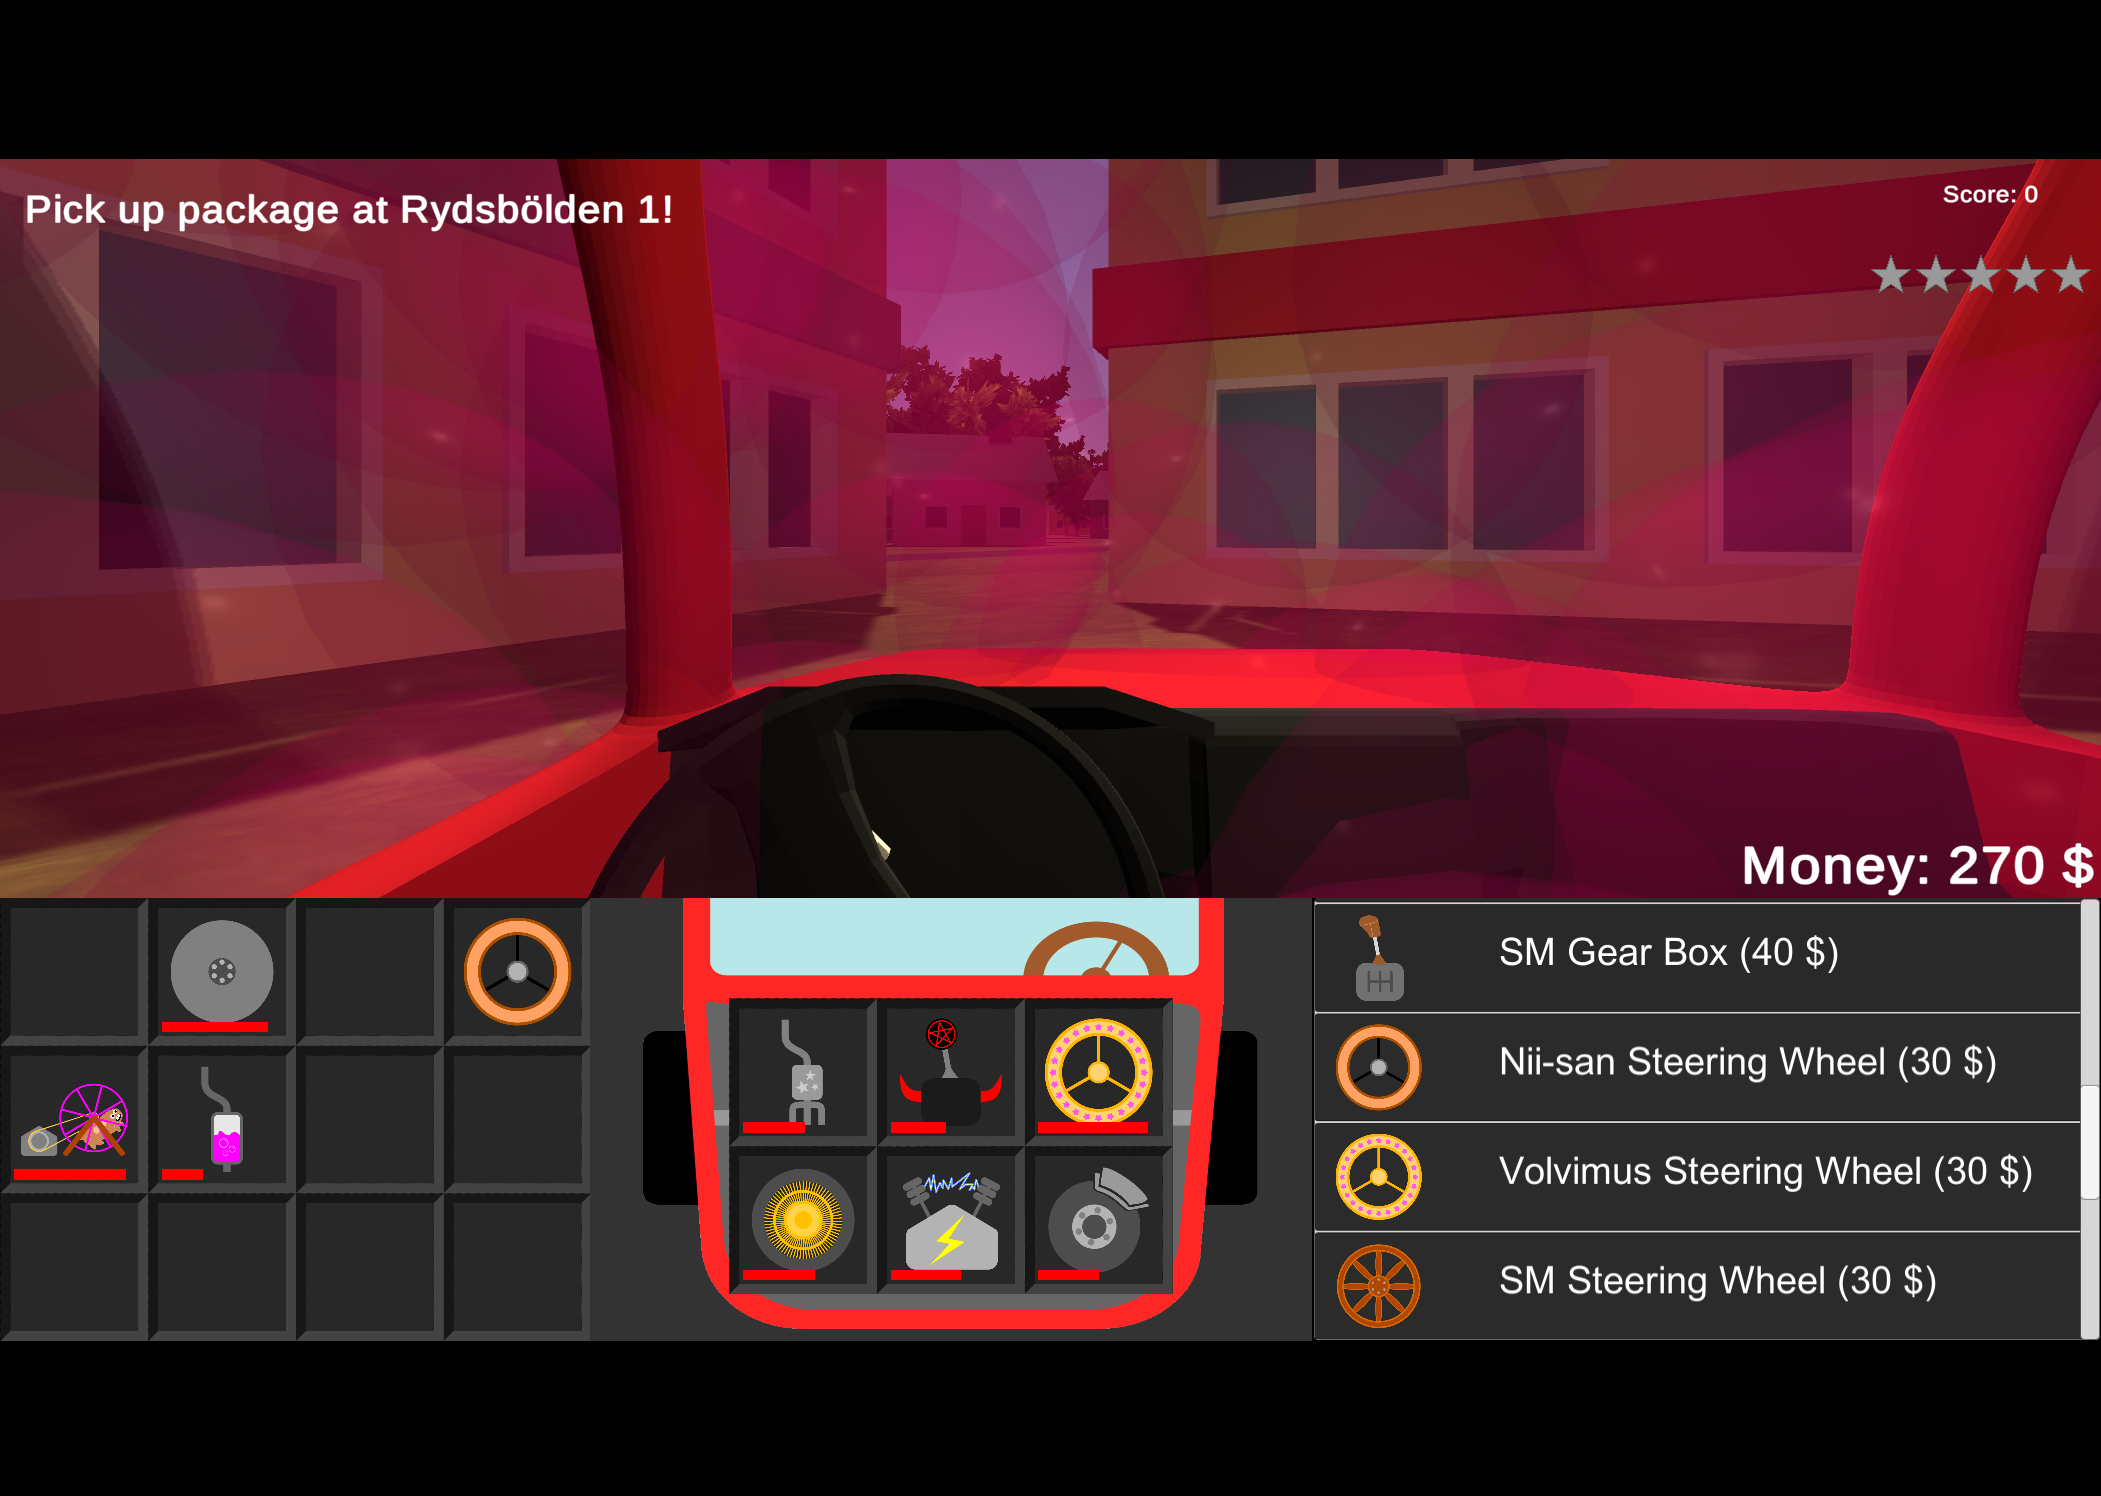 Pick up package at Rydsbölden 1!
Score: 0
Money: 270 $
SM Gear Box (40 $)
Nii-san Steering Wheel (30 $)
Volvimus Steering Wheel (30 $)
SM Steering Wheel (30 $)